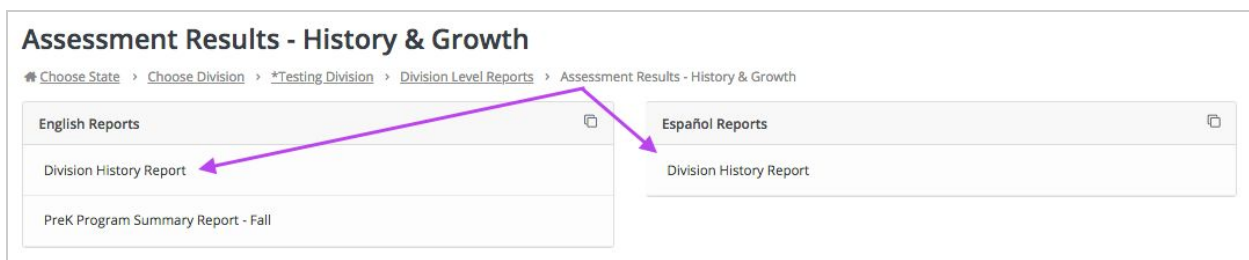 Assessment Results - History & Growth
Choose State > Choose Division > *Testing Division > Division Level Reports > Assessment Results - History & Growth
English Reports
Division History Report
PreK Program Summary Report - Fall
Español Reports
Division History Report